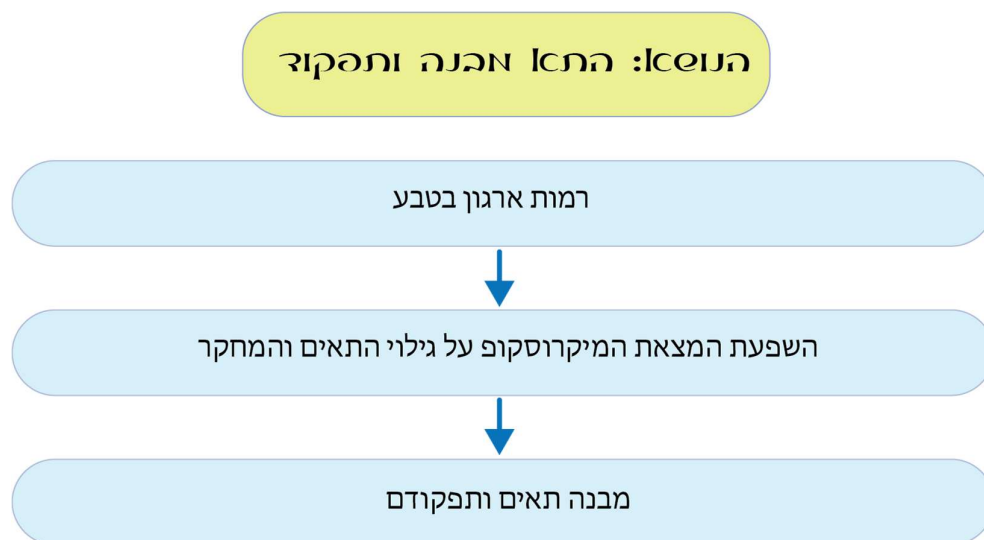 הנושא: התא מבנה ותפקוד
רמות ארגון בטבע
השפעת המצאת המיקרוסקופ על גילוי התאים והמחקר
מבנה תאים ותפקודם